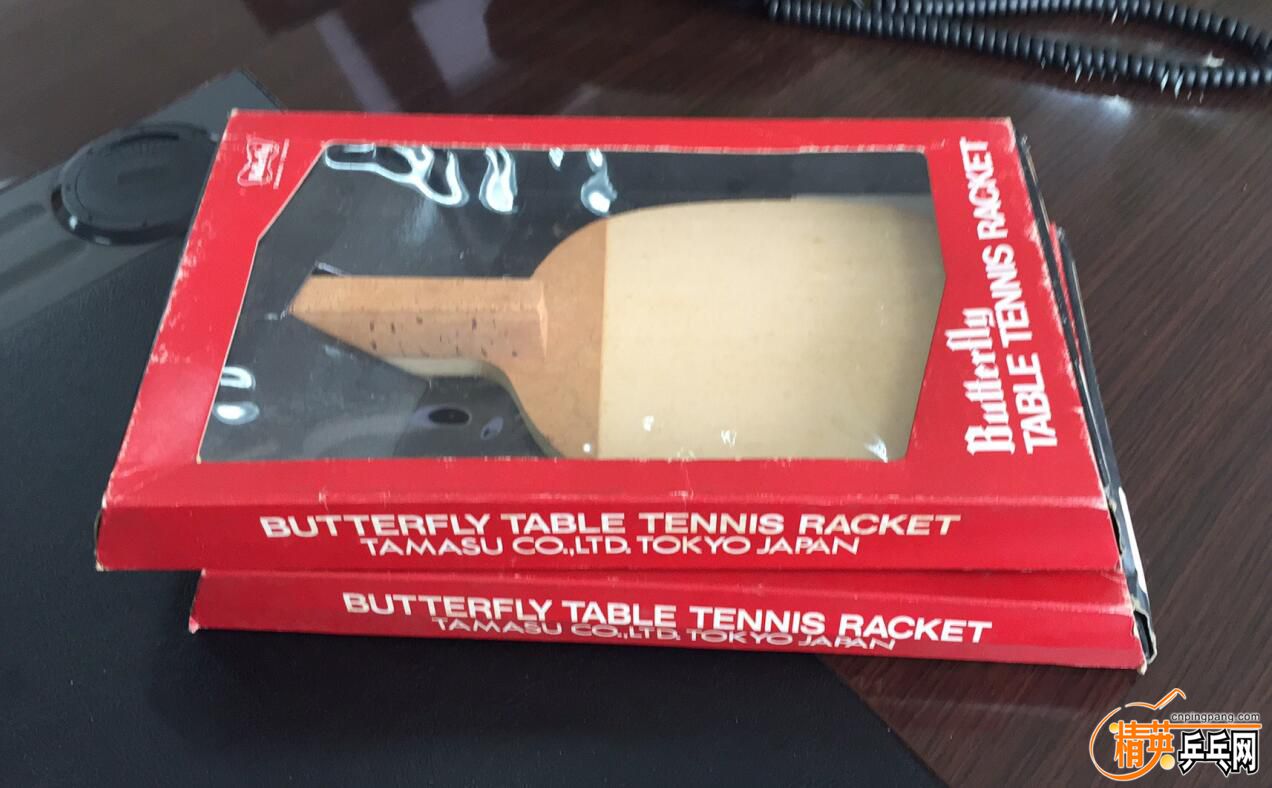 Butterfly
TABLE TENNIS RACKET
BUTTERFLY TABLE TENNIS RACKET
TAMASU CO.,LTD. TOKYO JAPAN
BUTTERFLY TABLE TENNIS RACKET
TAMASU CO.,LTD. TOKYO JAPAN
cnpingpang.com
精英乒乓网